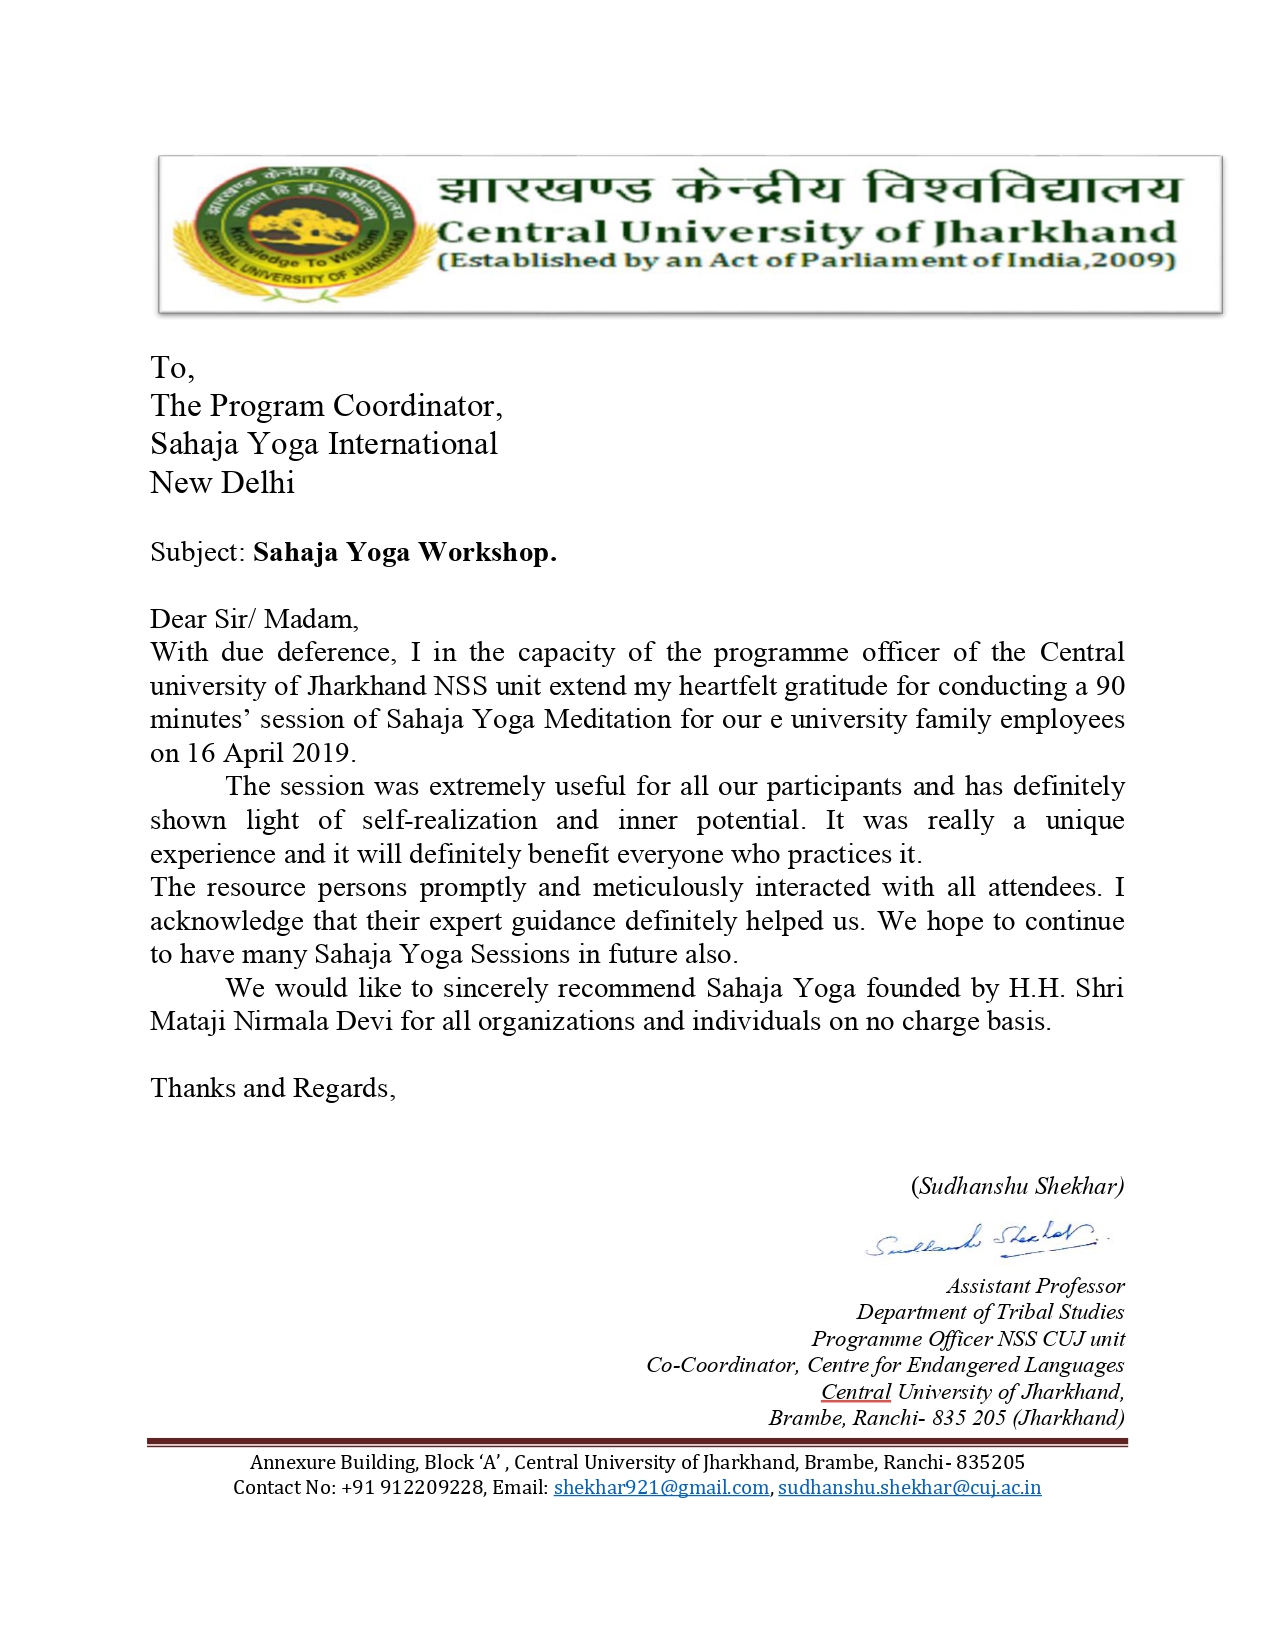 झारखण्ड केन्द्रीय विश्वविद्यालय
ज्ञानात् हि बुद्धि कौशलम्
Knowledge To Wisdom
CENTRAL UNIVERSITY OF JHARKHAND
झारखण्ड केन्द्रीय विश्वविद्यालय
Central University of Jharkhand
(Established by an Act of Parliament of India,2009)
To,
The Program Coordinator,
Sahaja Yoga International
New Delhi
Subject: Sahaja Yoga Workshop.
Dear Sir/ Madam,
With due deference, I in the capacity of the programme officer of the Central
university of Jharkhand NSS unit extend my heartfelt gratitude for conducting a 90
minutes’ session of Sahaja Yoga Meditation for our e university family employees
on 16 April 2019.
The session was extremely useful for all our participants and has definitely
shown light of self-realization and inner potential. It was really a unique
experience and it will definitely benefit everyone who practices it.
The resource persons promptly and meticulously interacted with all attendees. I
acknowledge that their expert guidance definitely helped us. We hope to continue
to have many Sahaja Yoga Sessions in future also.
We would like to sincerely recommend Sahaja Yoga founded by H.H. Shri
Mataji Nirmala Devi for all organizations and individuals on no charge basis.
Thanks and Regards,
(Sudhanshu Shekhar)
Sudhanshu Shekhar
Assistant Professor
Department of Tribal Studies
Programme Officer NSS CUJ unit
Co-Coordinator, Centre for Endangered Languages
Central University of Jharkhand,
Brambe, Ranchi- 835 205 (Jharkhand)
Annexure Building, Block ‘A’ , Central University of Jharkhand, Brambe, Ranchi- 835205
Contact No: +91 912209228, Email: shekhar921@gmail.com, sudhanshu.shekhar@cuj.ac.in